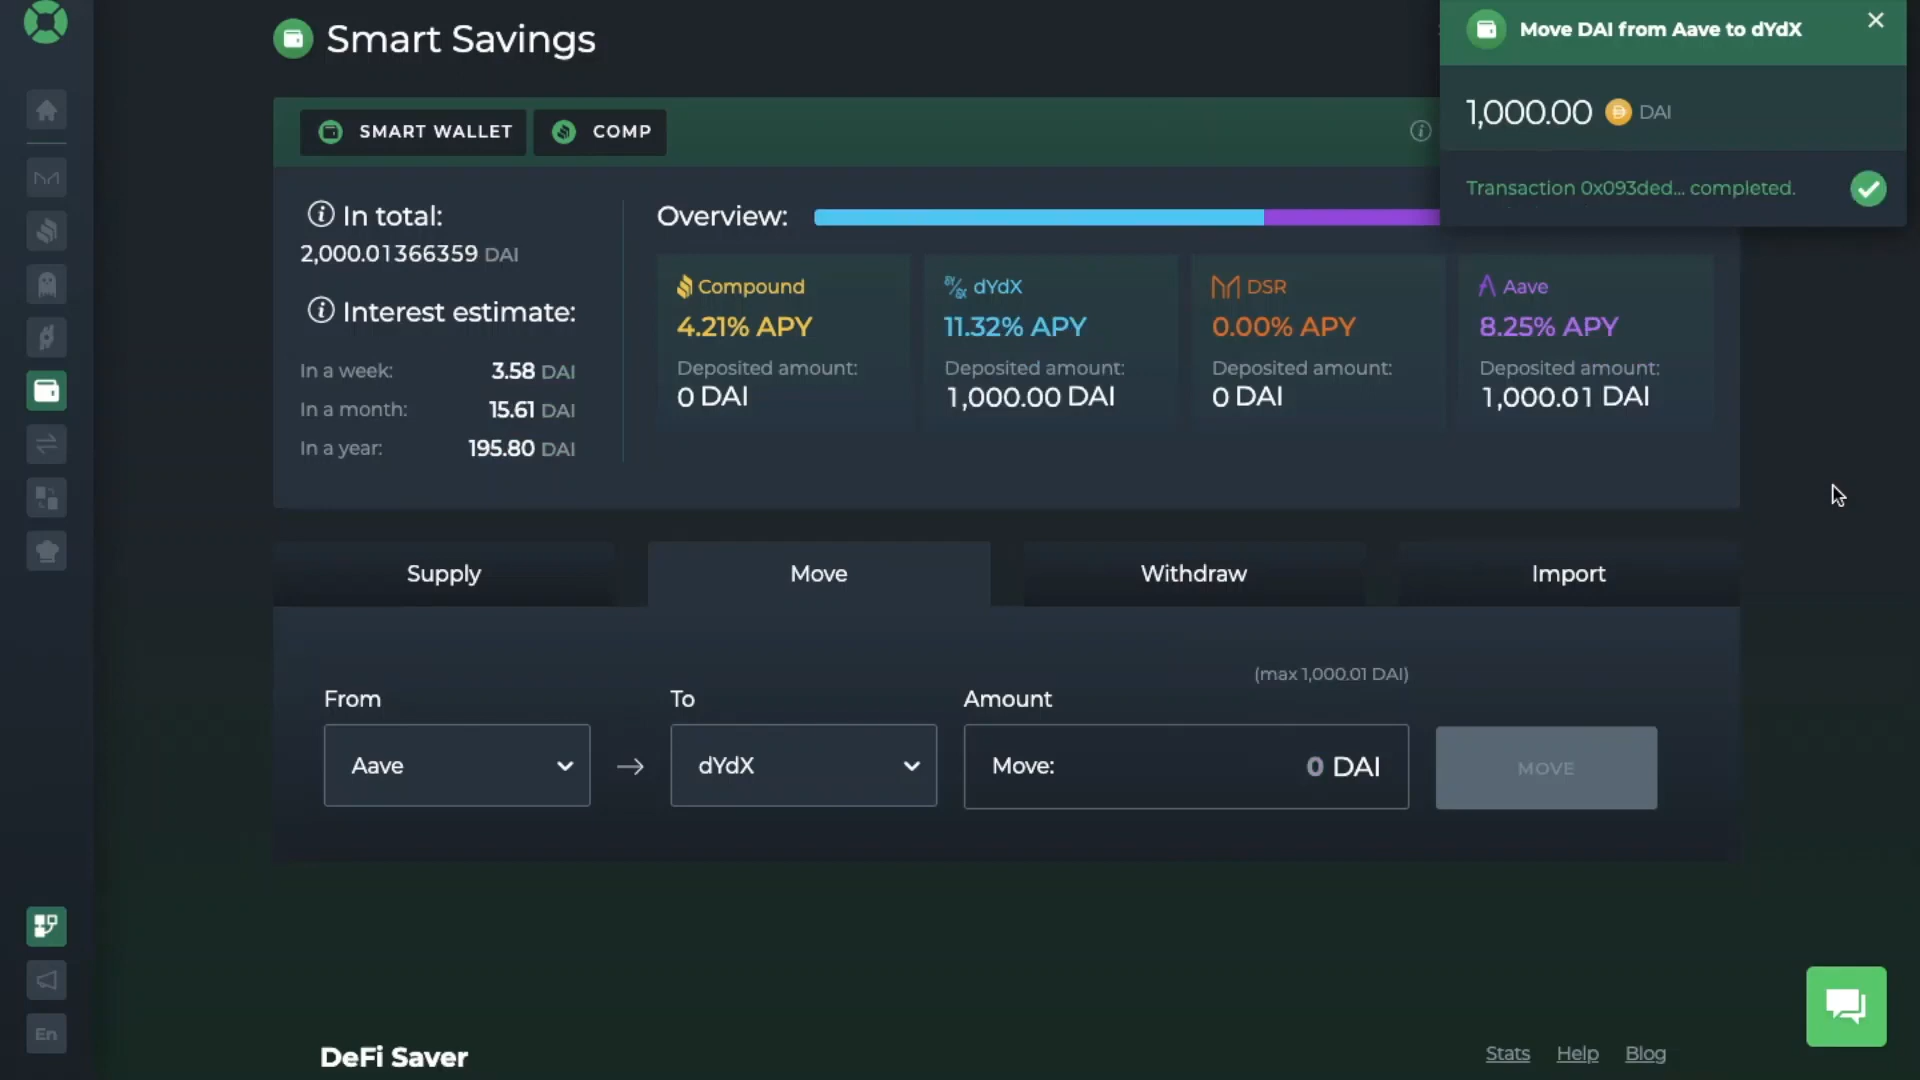 Smart Savings
Move DAI from Aave to dYdX
1,000.00 DAI
Transaction 0x093ded... completed.
SMART WALLET
COMP
In total:
2,000.01366359 DAI
Interest estimate:
In a week: 3.58 DAI
In a month: 15.61 DAI
In a year: 195.80 DAI
Overview:
Compound
4.21% APY
Deposited amount:
0 DAI
dYdX
11.32% APY
Deposited amount:
1,000.00 DAI
DSR
0.00% APY
Deposited amount:
0 DAI
Aave
8.25% APY
Deposited amount:
1,000.01 DAI
Supply
Move
Withdraw
Import
(max 1,000.01 DAI)
From
To
Amount
Aave
dYdX
Move: 0 DAI
MOVE
En
DeFi Saver
Stats
Help
Blog